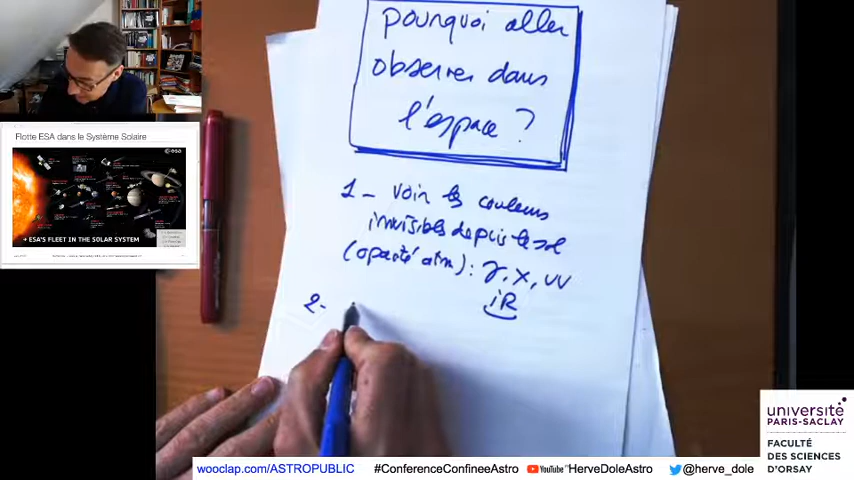 pourquoi aller
observer dans
l'espace ?
1 - voir les couleurs
invisibles depuis le sol
(opacité atm) : γ, X, UV
iR
2-
Flotte ESA dans le Système Solaire
esa
→ ESA'S FLEET IN THE SOLAR SYSTEM
université
PARIS-SACLAY
FACULTÉ
DES SCIENCES
D'ORSAY
wooclap.com/ASTROPUBLIC #ConferenceConfineeAstro YouTube HerveDoleAstro @herve_dole